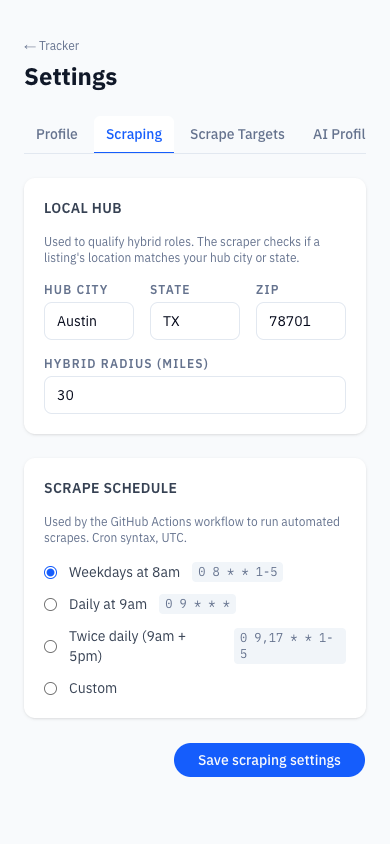 ← Tracker
Settings
Profile Scraping Scrape Targets AI Profil
LOCAL HUB
Used to qualify hybrid roles. The scraper checks if a
listing's location matches your hub city or state.
HUB CITY STATE ZIP
Austin TX 78701
HYBRID RADIUS (MILES)
30
SCRAPE SCHEDULE
Used by the GitHub Actions workflow to run automated
scrapes. Cron syntax, UTC.
Weekdays at 8am 0 8 * * 1-5
Daily at 9am 0 9 * * *
Twice daily (9am +
5pm)
0 9,17 * * 1-
5
Custom
Save scraping settings